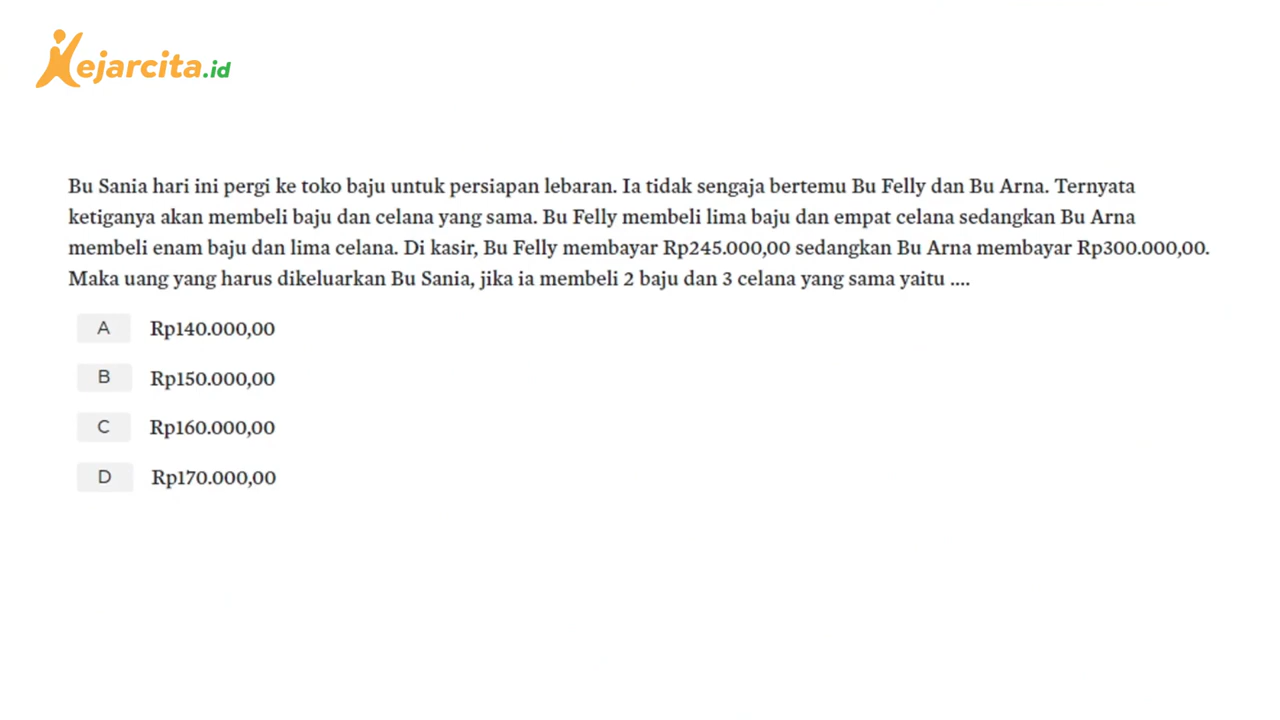 Kejarcita.id
Bu Sania hari ini pergi ke toko baju untuk persiapan lebaran. Ia tidak sengaja bertemu Bu Felly dan Bu Arna. Ternyata
ketiganya akan membeli baju dan celana yang sama. Bu Felly membeli lima baju dan empat celana sedangkan Bu Arna
membeli enam baju dan lima celana. Di kasir, Bu Felly membayar Rp245.000,00 sedangkan Bu Arna membayar Rp300.000,00.
Maka uang yang harus dikeluarkan Bu Sania, jika ia membeli 2 baju dan 3 celana yang sama yaitu ....
A Rp140.000,00
B Rp150.000,00
C Rp160.000,00
D Rp170.000,00